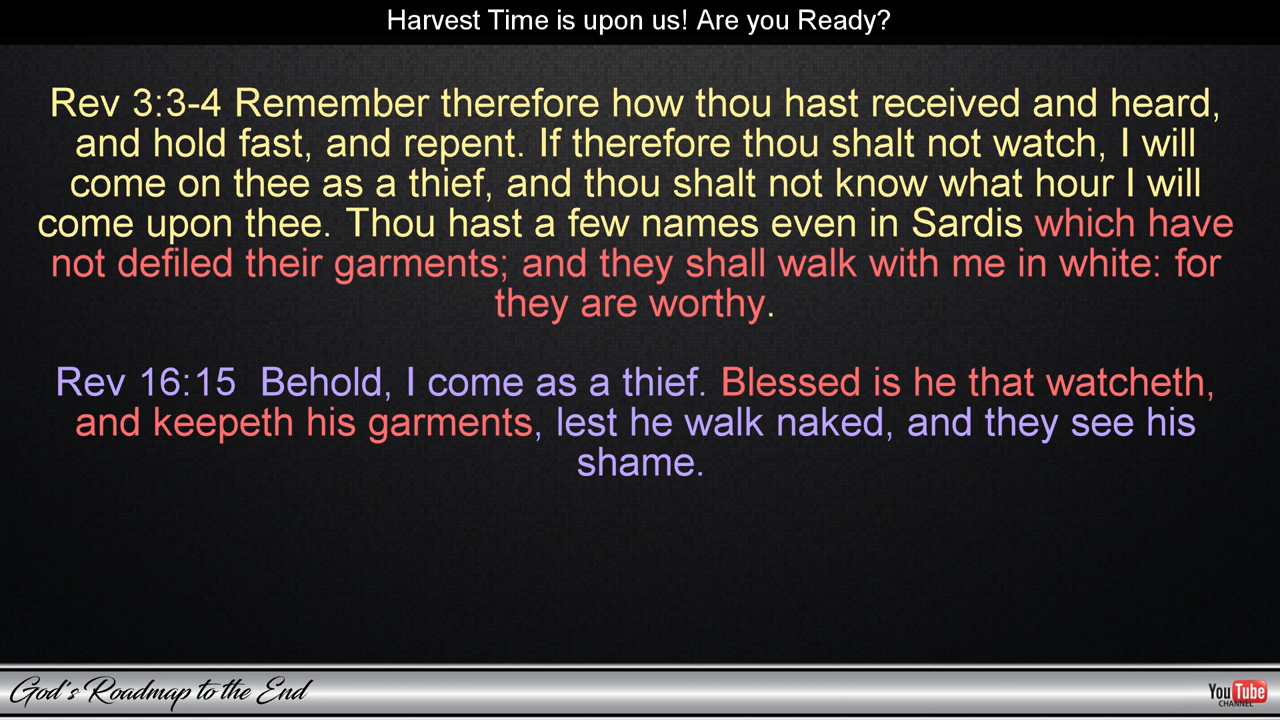 Harvest Time is upon us! Are you Ready?
Rev 3:3-4 Remember therefore how thou hast received and heard,
and hold fast, and repent. If therefore thou shalt not watch, I will
come on thee as a thief, and thou shalt not know what hour I will
come upon thee. Thou hast a few names even in Sardis which have
not defiled their garments; and they shall walk with me in white: for
they are worthy.
Rev 16:15  Behold, I come as a thief. Blessed is he that watcheth,
and keepeth his garments, lest he walk naked, and they see his
shame.
God's Roadmap to the End
YouTube
CHANNEL